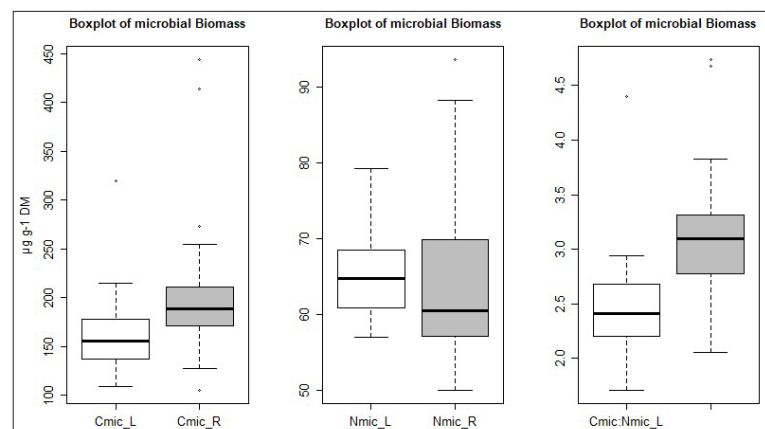 Boxplot of microbial Biomass
µg g-1 DM
450
400
350
300
250
200
150
100
Cmic_L Cmic_R
Boxplot of microbial Biomass
90
80
70
60
50
Nmic_L Nmic_R
Boxplot of microbial Biomass
4.5
4.0
3.5
3.0
2.5
2.0
Cmic:Nmic_L